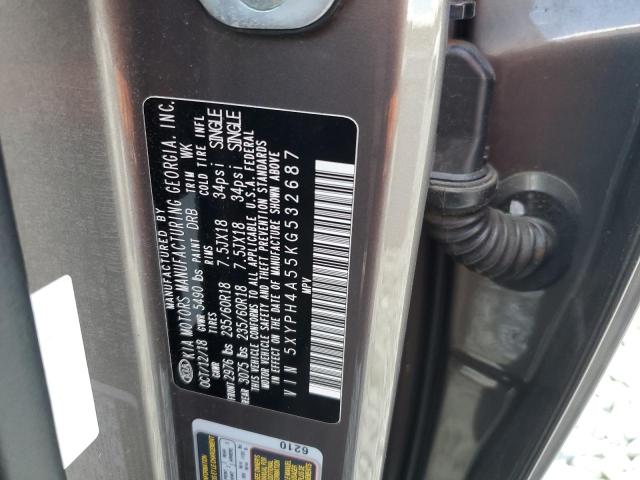 MANUFACTURED BY
KIA MOTORS MANUFACTURING GEORGIA, INC.
OCT/12/18 GVWR 5490 lbs PAINT DRB TRIM WK
GAWR TIRES RIMS COLD TIRE INFL
FRONT 2976 lbs 235/60R18 7.5JX18 34psi SINGLE
REAR 3075 lbs 235/60R18 7.5JX18 34psi SINGLE
THIS VEHICLE CONFORMS TO ALL APPLICABLE U.S.A. FEDERAL
MOTOR VEHICLE SAFETY AND BUMPER STANDARDS
IN EFFECT ON THE DATE OF MANUFACTURE SHOWN ABOVE
VIN 5XYPH4A55KG532687
MPV
6210